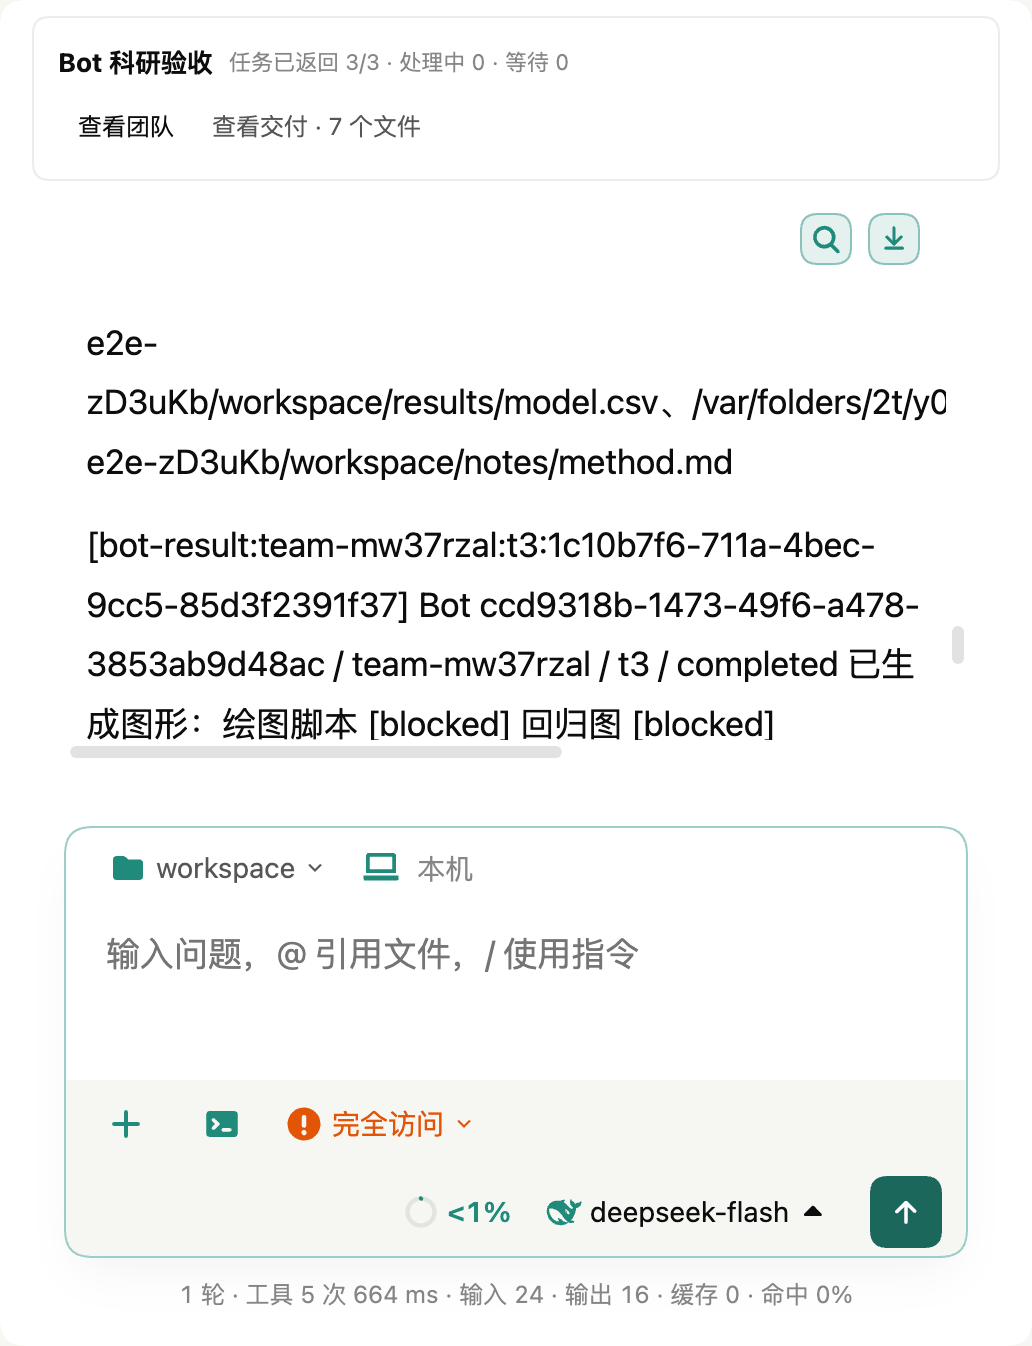 Bot 科研验收 任务已返回 3/3 · 处理中 0 · 等待 0
查看团队 查看交付 · 7 个文件
e2e-
zD3uKb/workspace/results/model.csv、/var/folders/2t/y0
e2e-zD3uKb/workspace/notes/method.md
[bot-result:team-mw37rzal:t3:1c10b7f6-711a-4bec-
9cc5-85d3f2391f37] Bot ccd9318b-1473-49f6-a478-
3853ab9d48ac / team-mw37rzal / t3 / completed 已生
成图形：绘图脚本 [blocked] 回归图 [blocked]
workspace 本机
输入问题，@ 引用文件，/ 使用指令
完全访问
<1% deepseek-flash
1 轮 · 工具 5 次 664 ms · 输入 24 · 输出 16 · 缓存 0 · 命中 0%